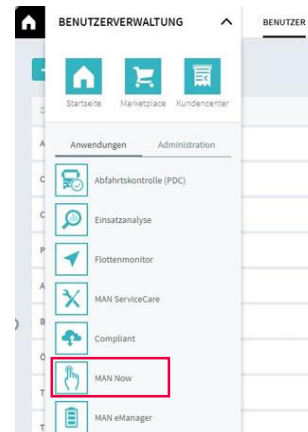 BENUTZERVERWALTUNG
BENUTZER
Startseite Marketplace Kundencenter
Anwendungen Administration
Abfahrtskontrolle (PDC)
Einsatzanalyse
Flottenmonitor
MAN ServiceCare
Compliant
MAN Now
MAN eManager